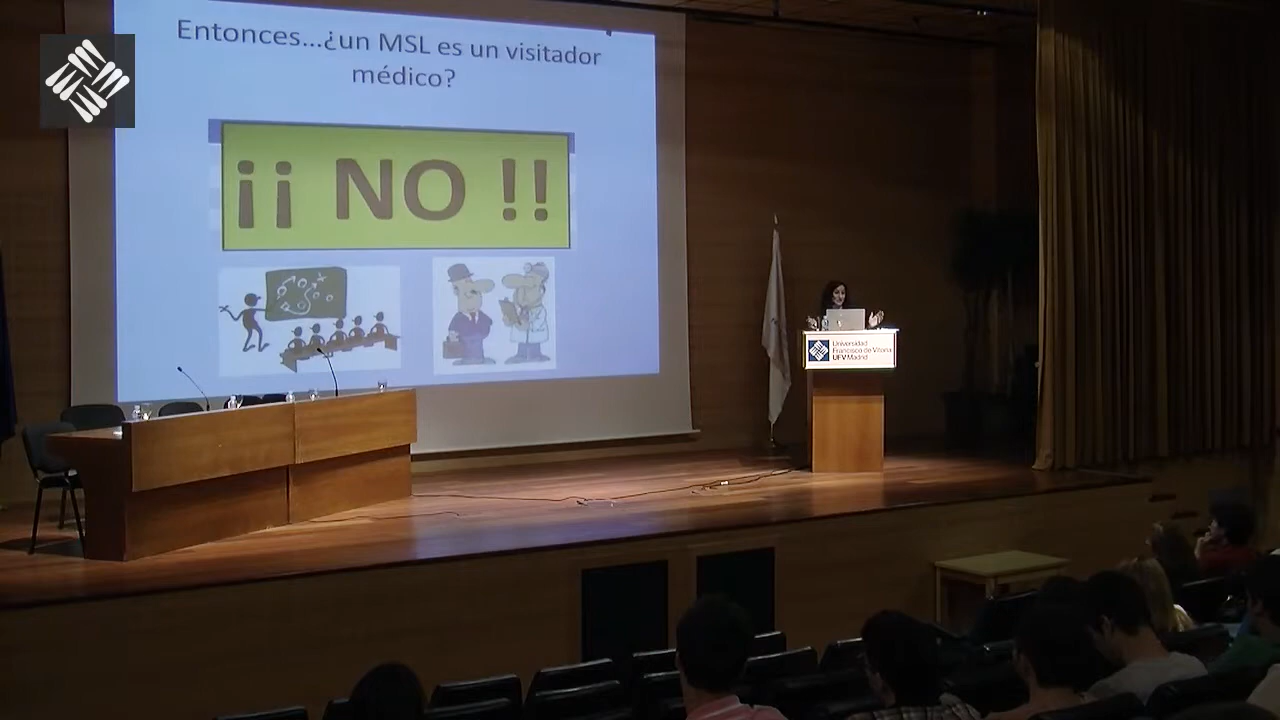 Entonces...¿un MSL es un visitador
médico?
¡¡ NO !!
Universidad
Francisco de Vitoria
UFV Madrid